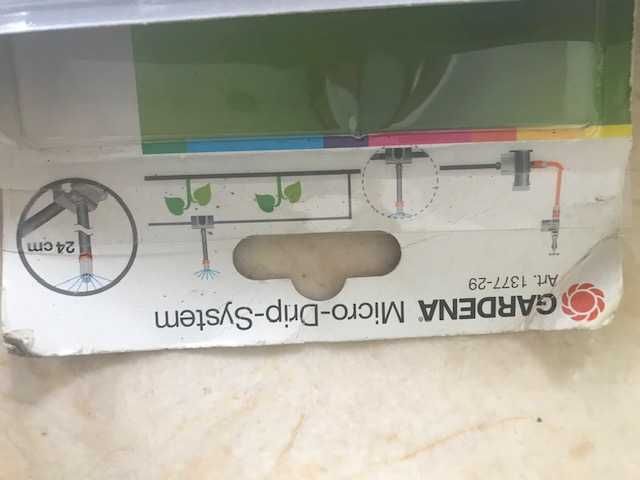 GARDENA® Micro-Drip-System
Art. 1377-29
24 cm